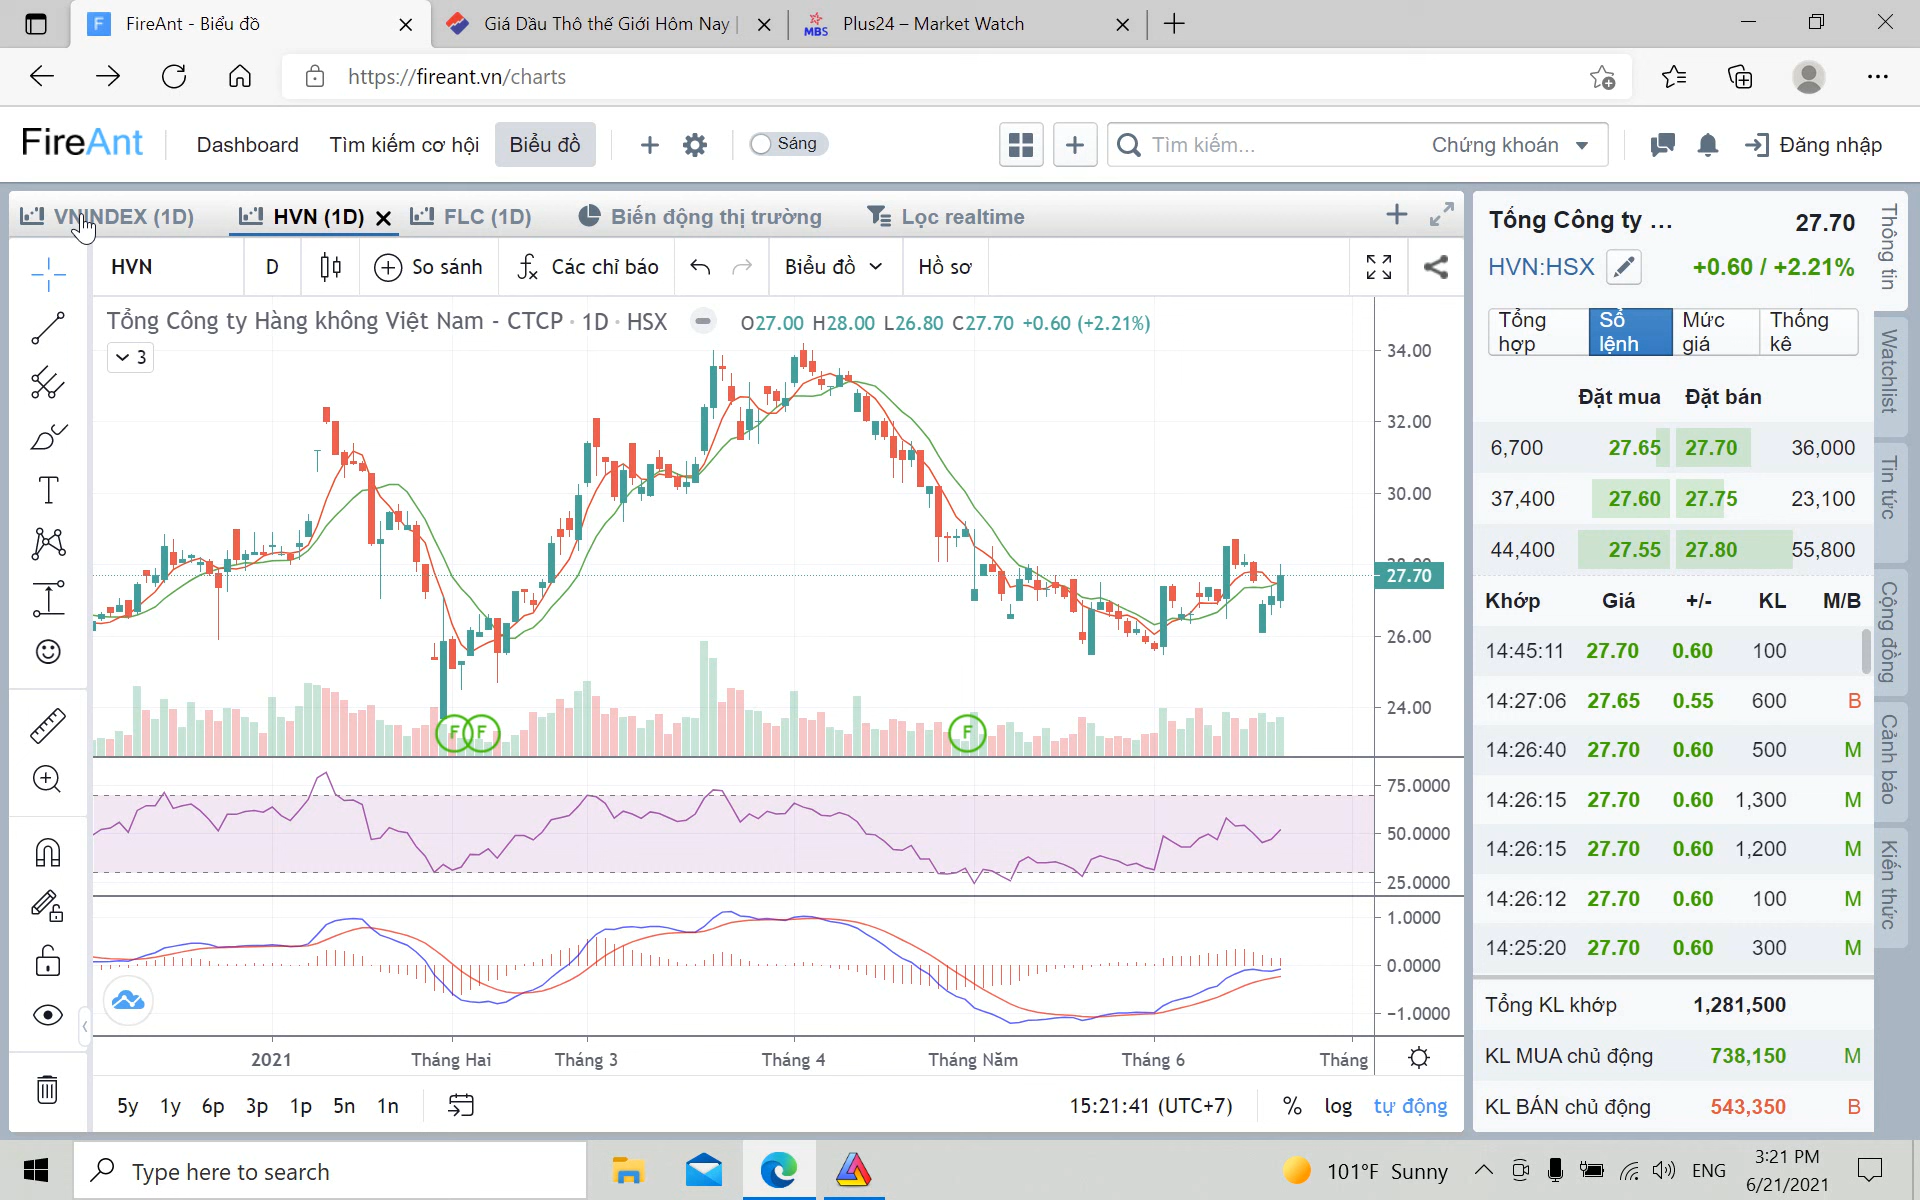 FireAnt - Biểu đồ
Giá Dầu Thô thế Giới Hôm Nay
MBS
Plus24 – Market Watch
https://fireant.vn/charts
FireAnt
Dashboard
Tìm kiếm cơ hội
Biểu đồ
Sáng
Tìm kiếm...
Chứng khoán
Đăng nhập
VNINDEX (1D)
HVN (1D)
FLC (1D)
Biến động thị trường
Lọc realtime
HVN
D
So sánh
Các chỉ báo
Biểu đồ
Hồ sơ
Tổng Công ty Hàng không Việt Nam - CTCP · 1D · HSX
O27.00 H28.00 L26.80 C27.70 +0.60 (+2.21%)
3
34.00
32.00
30.00
27.70
26.00
24.00
F
F
F
75.0000
50.0000
25.0000
1.0000
0.0000
−1.0000
2021
Tháng Hai
Tháng 3
Tháng 4
Tháng Năm
Tháng 6
Tháng
5y
1y
6p
3p
1p
5n
1n
15:21:41 (UTC+7)
%
log
tự động
Tổng Công ty ...
27.70
HVN:HSX
+0.60 / +2.21%
Tổng hợp
Sổ lệnh
Mức giá
Thống kê
Đặt mua Đặt bán
6,700 27.65 27.70 36,000
37,400 27.60 27.75 23,100
44,400 27.55 27.80 55,800
Khớp Giá +/- KL M/B
14:45:11 27.70 0.60 100
14:27:06 27.65 0.55 600 B
14:26:40 27.70 0.60 500 M
14:26:15 27.70 0.60 1,300 M
14:26:15 27.70 0.60 1,200 M
14:26:12 27.70 0.60 100 M
14:25:20 27.70 0.60 300 M
Tổng KL khớp 1,281,500
KL MUA chủ động 738,150 M
KL BÁN chủ động 543,350 B
Thông tin
Watchlist
Tin tức
Cộng đồng
Cảnh báo
Kiến thức
Type here to search
101°F Sunny
ENG
3:21 PM
6/21/2021